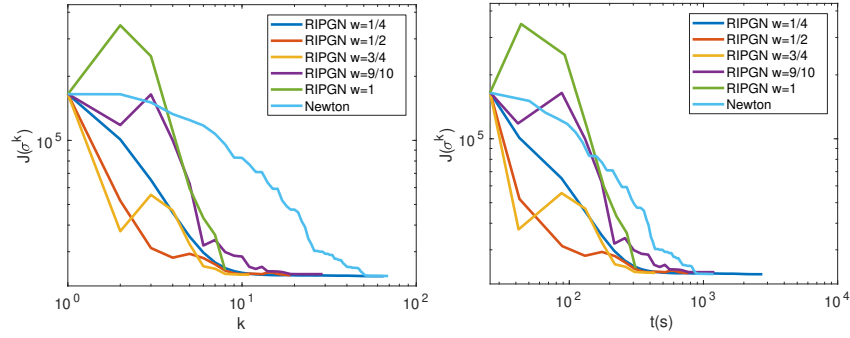 RIPGN w=1/4
RIPGN w=1/2
RIPGN w=3/4
RIPGN w=9/10
RIPGN w=1
Newton
10^5
J(σ^k)
10^0
10^1
10^2
k
RIPGN w=1/4
RIPGN w=1/2
RIPGN w=3/4
RIPGN w=9/10
RIPGN w=1
Newton
10^5
J(σ^k)
10^2
10^3
10^4
t(s)